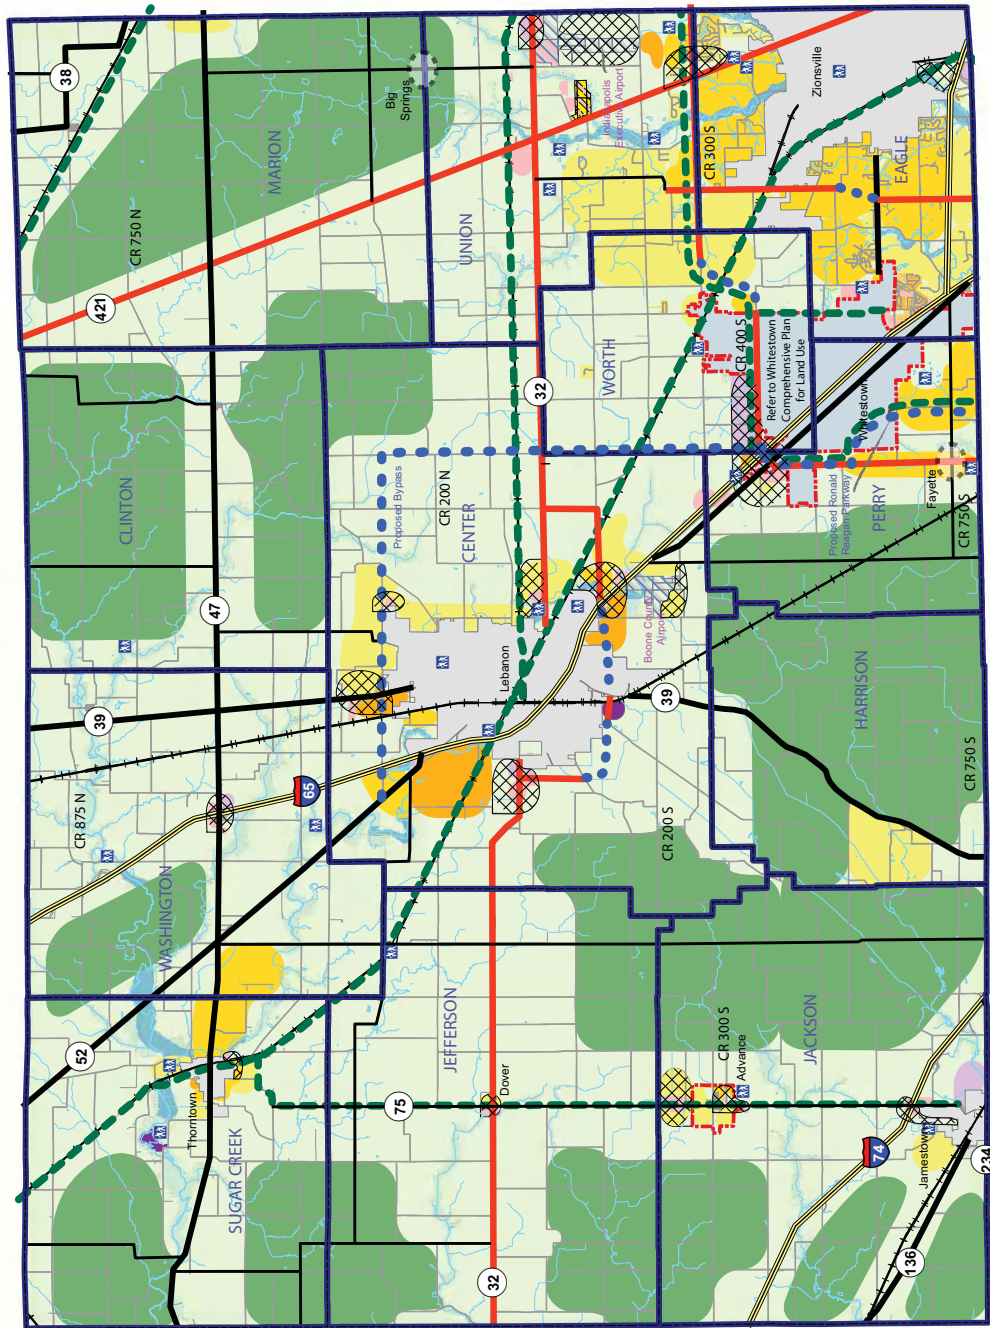 38
MARION
CR 750 N
421
Big
Springs
UNION
Indianapolis
Executive Airport
CR 300 S
Zionsville
EAGLE
WORTH
32
CR 400 S
Refer to Whitestown
Comprehensive Plan
for Land Use
Whitestown
CLINTON
47
CENTER
CR 200 N
Proposed Bypass
Proposed Ronald
Reagan Parkway
PERRY
Fayette
CR 750 S
Boone County
Airport
Lebanon
39
39
HARRISON
CR 750 S
65
CR 875 N
WASHINGTON
CR 200 S
52
Thorntown
SUGAR CREEK
JEFFERSON
75
Dover
32
CR 300 S
Advance
JACKSON
74
Jamestown
136
234